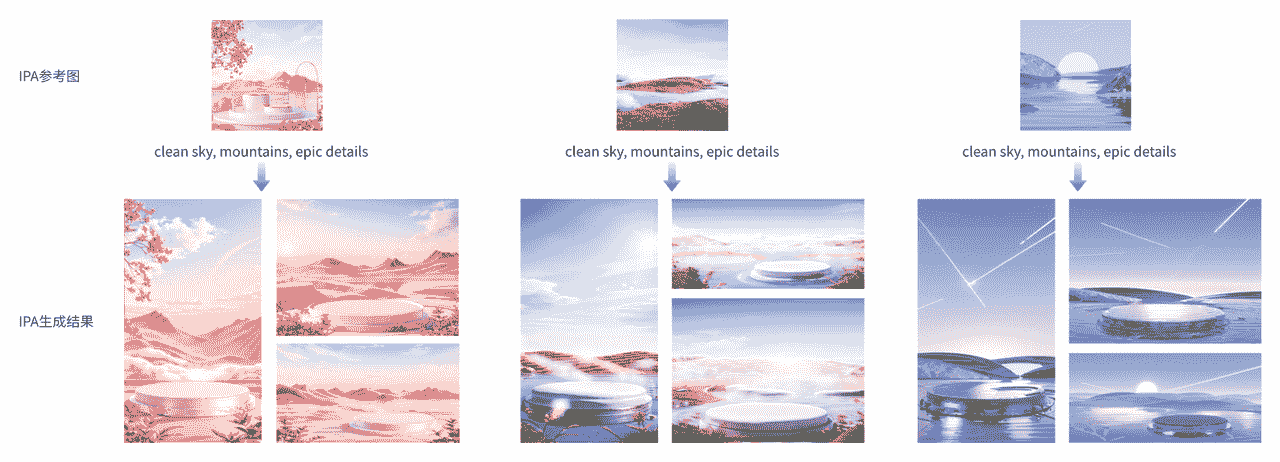 IPA参考图
clean sky, mountains, epic details
clean sky, mountains, epic details
clean sky, mountains, epic details
IPA生成结果